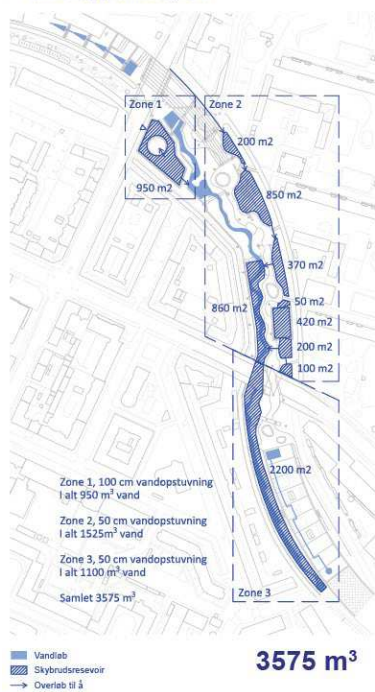 Zone 1
Zone 2
200 m2
850 m2
950 m2
370 m2
50 m2
860 m2
420 m2
200 m2
100 m2
2200 m2
Zone 1, 100 cm vandopstuvning
I alt 950 m³ vand
Zone 2, 50 cm vandopstuvning
I alt 1525m³ vand
Zone 3, 50 cm vandopstuvning
I alt 1100 m³ vand
Samlet 3575 m³
Zone 3
Vandløb
Skybrudsresevoir
Overløb til å
3575 m³